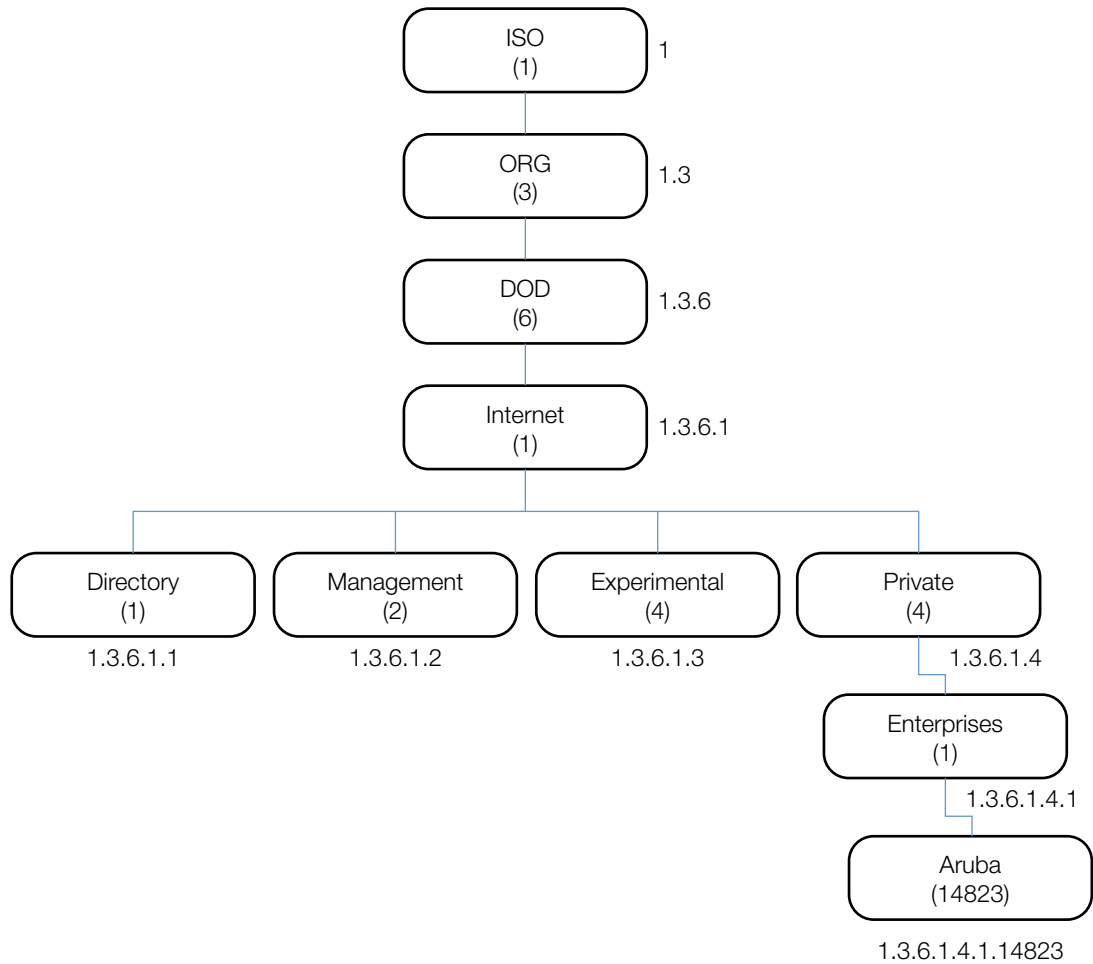 ISO
(1)
1
ORG
(3)
1.3
DOD
(6)
1.3.6
Internet
(1)
1.3.6.1
Directory
(1)
Management
(2)
Experimental
(4)
Private
(4)
1.3.6.1.1
1.3.6.1.2
1.3.6.1.3
1.3.6.1.4
Enterprises
(1)
1.3.6.1.4.1
Aruba
(14823)
1.3.6.1.4.1.14823